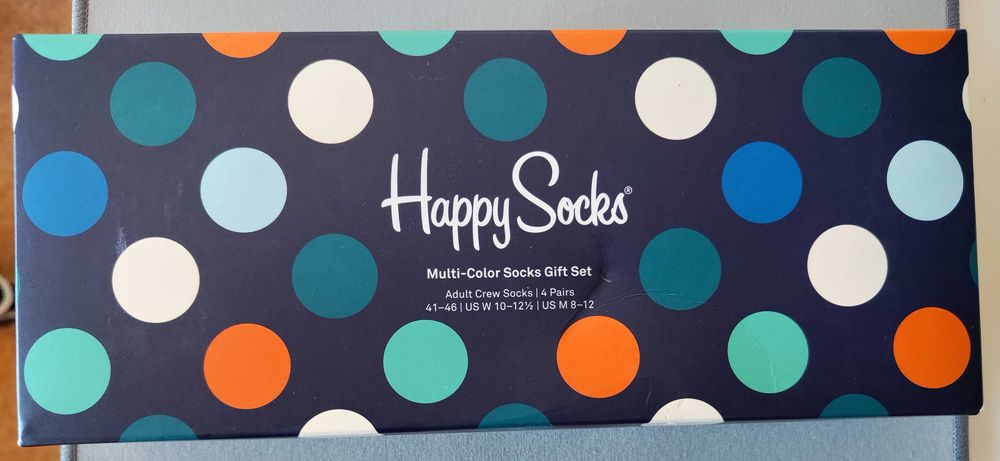 Happy Socks®
Multi-Color Socks Gift Set
Adult Crew Socks | 4 Pairs
41–46 | US W 10–12½ | US M 8–12